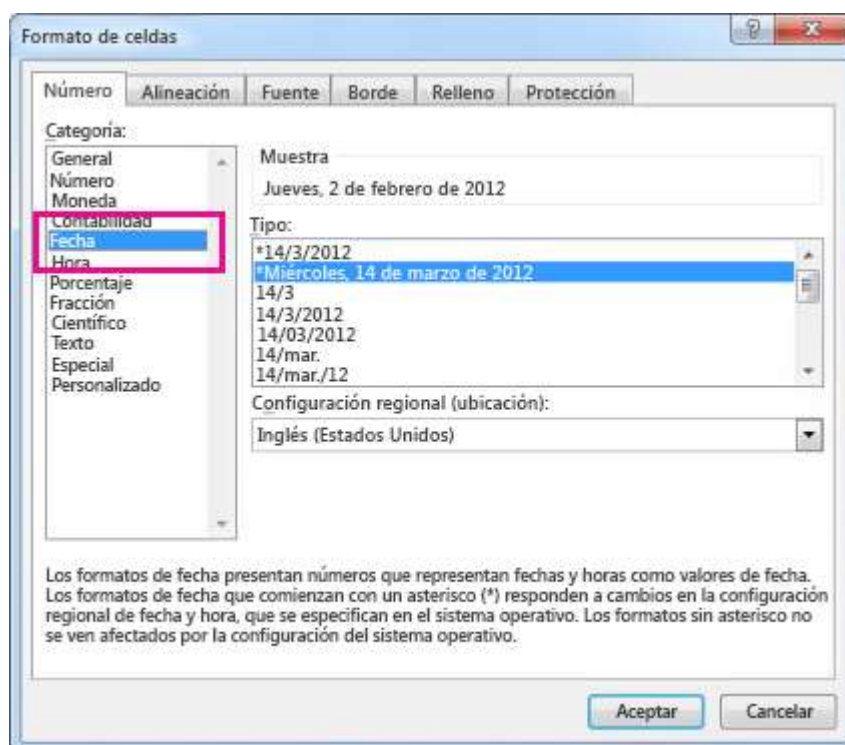 Formato de celdas
Número Alineación Fuente Borde Relleno Protección
Categoría:
General
Número
Moneda
Contabilidad
Fecha
Hora
Porcentaje
Fracción
Científico
Texto
Especial
Personalizado
Muestra
Jueves, 2 de febrero de 2012
Tipo:
*14/3/2012
*Miércoles, 14 de marzo de 2012
14/3
14/3/2012
14/03/2012
14/mar.
14/mar./12
Configuración regional (ubicación):
Inglés (Estados Unidos)
Los formatos de fecha presentan números que representan fechas y horas como valores de fecha.
Los formatos de fecha que comienzan con un asterisco (*) responden a cambios en la configuración
regional de fecha y hora, que se especifican en el sistema operativo. Los formatos sin asterisco no
se ven afectados por la configuración del sistema operativo.
Aceptar Cancelar